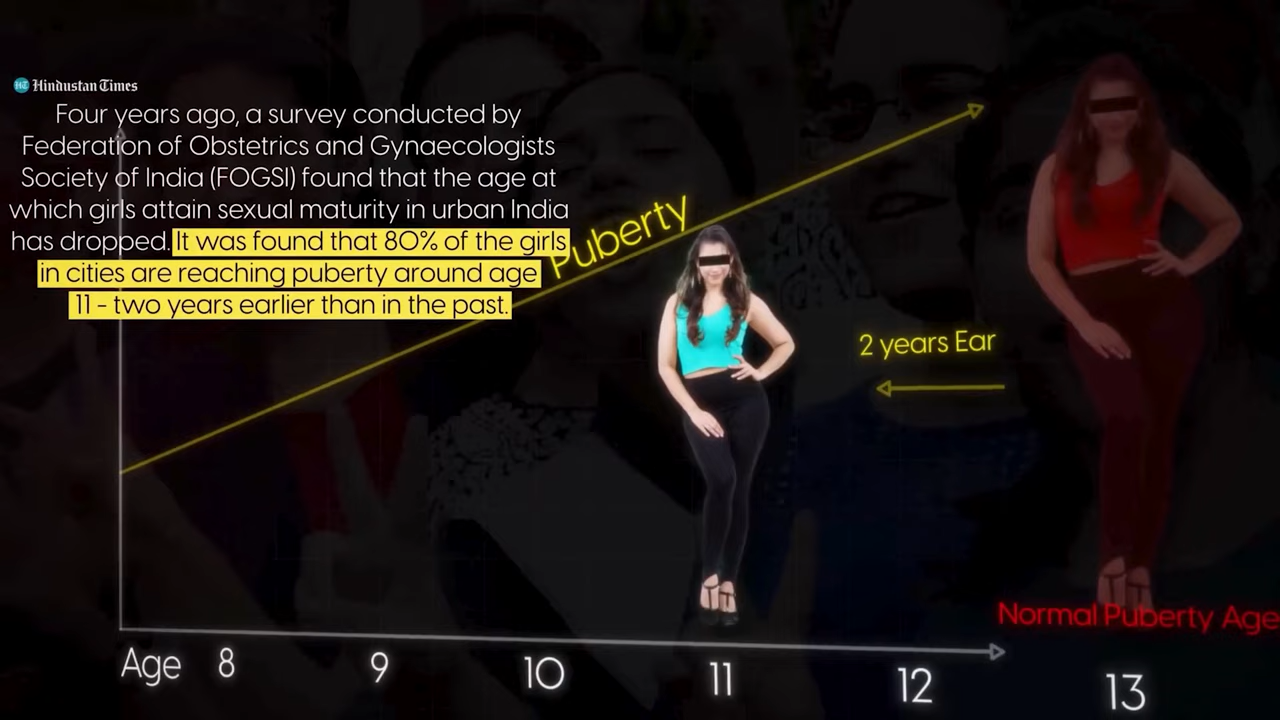 Hindustan Times
Four years ago, a survey conducted by
Federation of Obstetrics and Gynaecologists
Society of India (FOGSI) found that the age at
which girls attain sexual maturity in urban India
has dropped. It was found that 80% of the girls
in cities are reaching puberty around age
11 - two years earlier than in the past.
Puberty
2 years Ear
Normal Puberty Age
Age 8 9 10 11 12 13